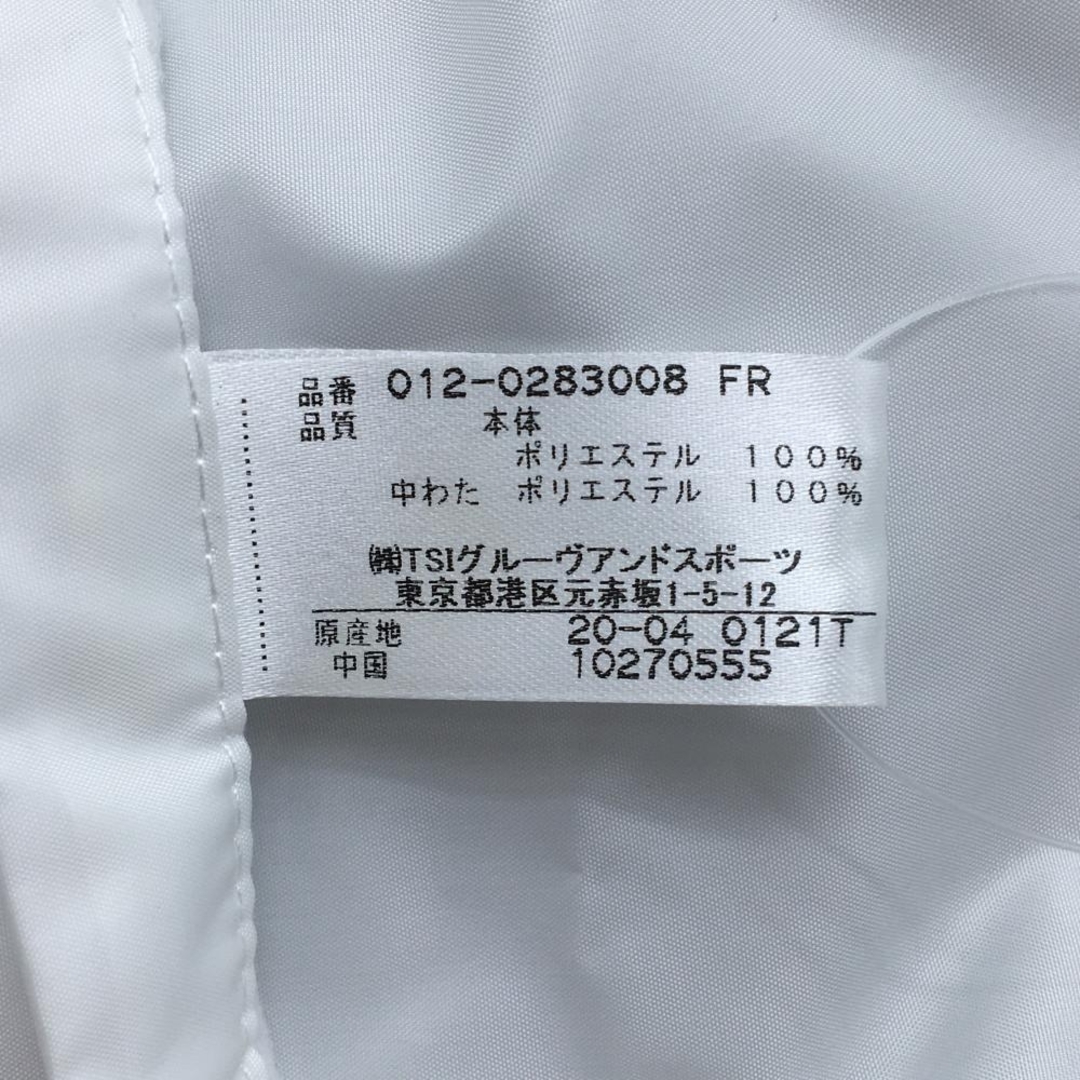 品番 012-0283008 FR
品質 本体
ポリエステル 100%
中わた ポリエステル 100%
㈱TSIグルーヴアンドスポーツ
東京都港区元赤坂1-5-12
原産地 20-04 0121T
中国 10270555